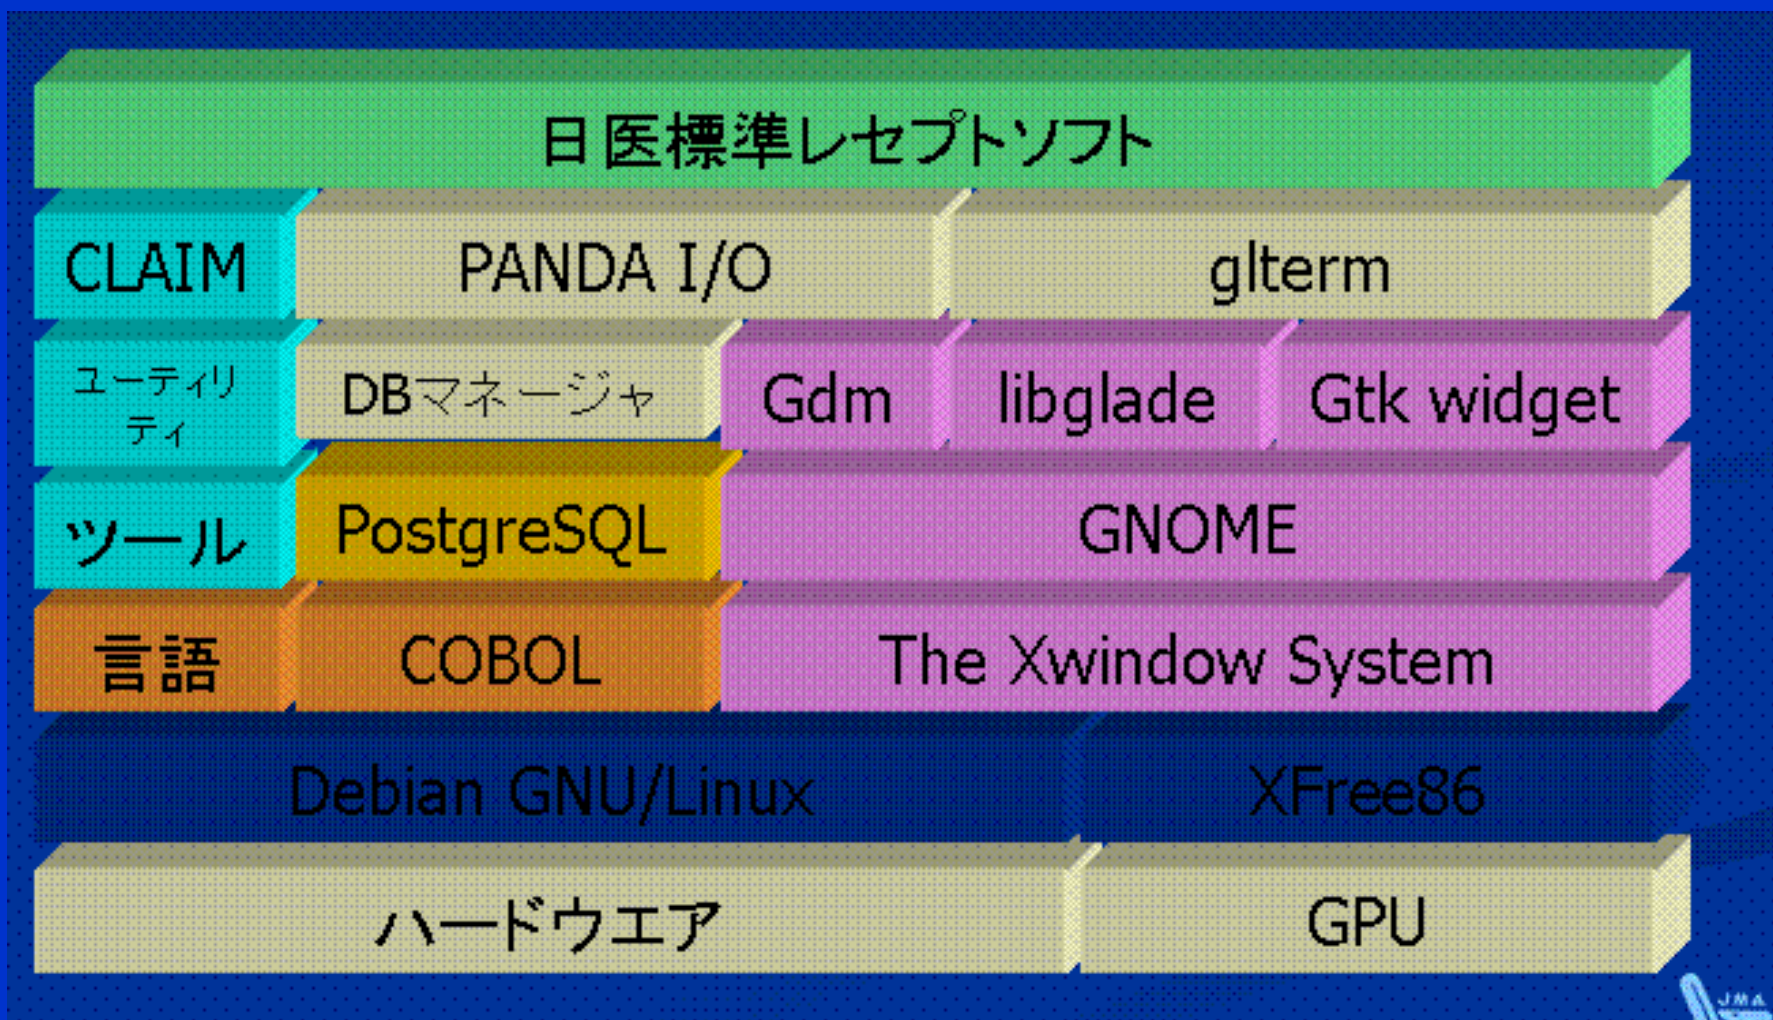 日医標準レセプトソフト
CLAIM
PANDA I/O
glterm
ユーティリ
ティ
DBマネージャ
Gdm
libglade
Gtk widget
ツール
PostgreSQL
GNOME
言語
COBOL
The Xwindow System
Debian GNU/Linux
XFree86
ハードウエア
GPU
JMA